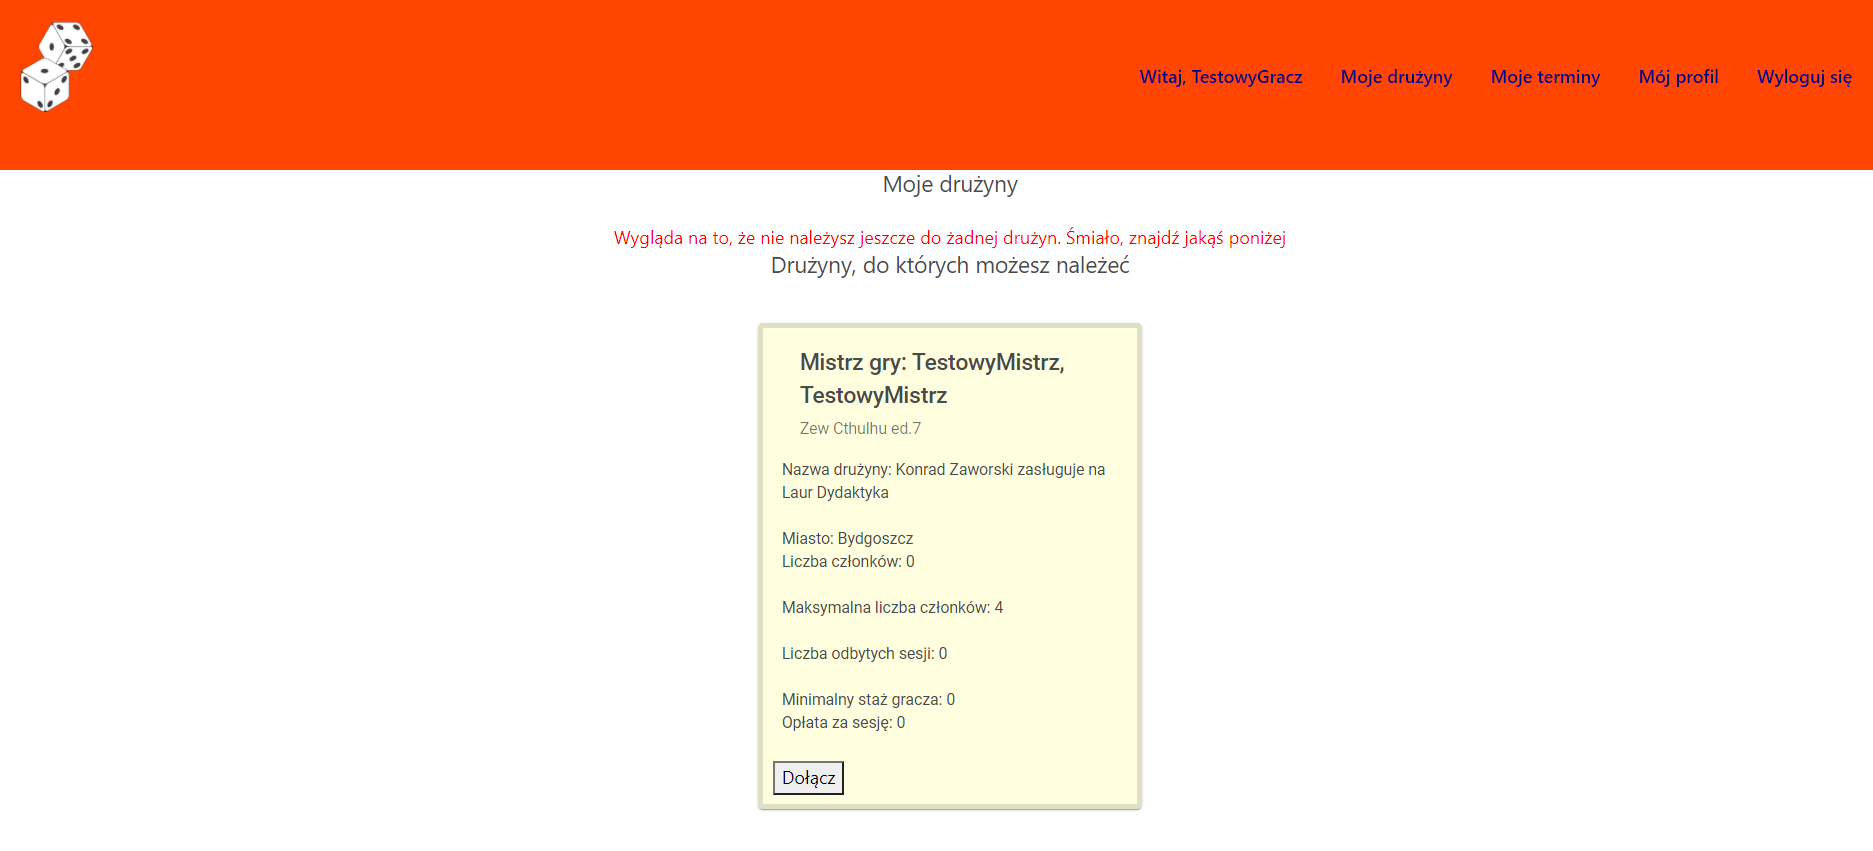 Witaj, TestowyGracz Moje drużyny Moje terminy Mój profil Wyloguj się
Moje drużyny
Wygląda na to, że nie należysz jeszcze do żadnej drużyn. Śmiało, znajdź jakąś poniżej
Drużyny, do których możesz należeć
Mistrz gry: TestowyMistrz,
TestowyMistrz
Zew Cthulhu ed.7
Nazwa drużyny: Konrad Zaworski zasługuje na
Laur Dydaktyka
Miasto: Bydgoszcz
Liczba członków: 0
Maksymalna liczba członków: 4
Liczba odbytych sesji: 0
Minimalny staż gracza: 0
Opłata za sesję: 0
Dołącz